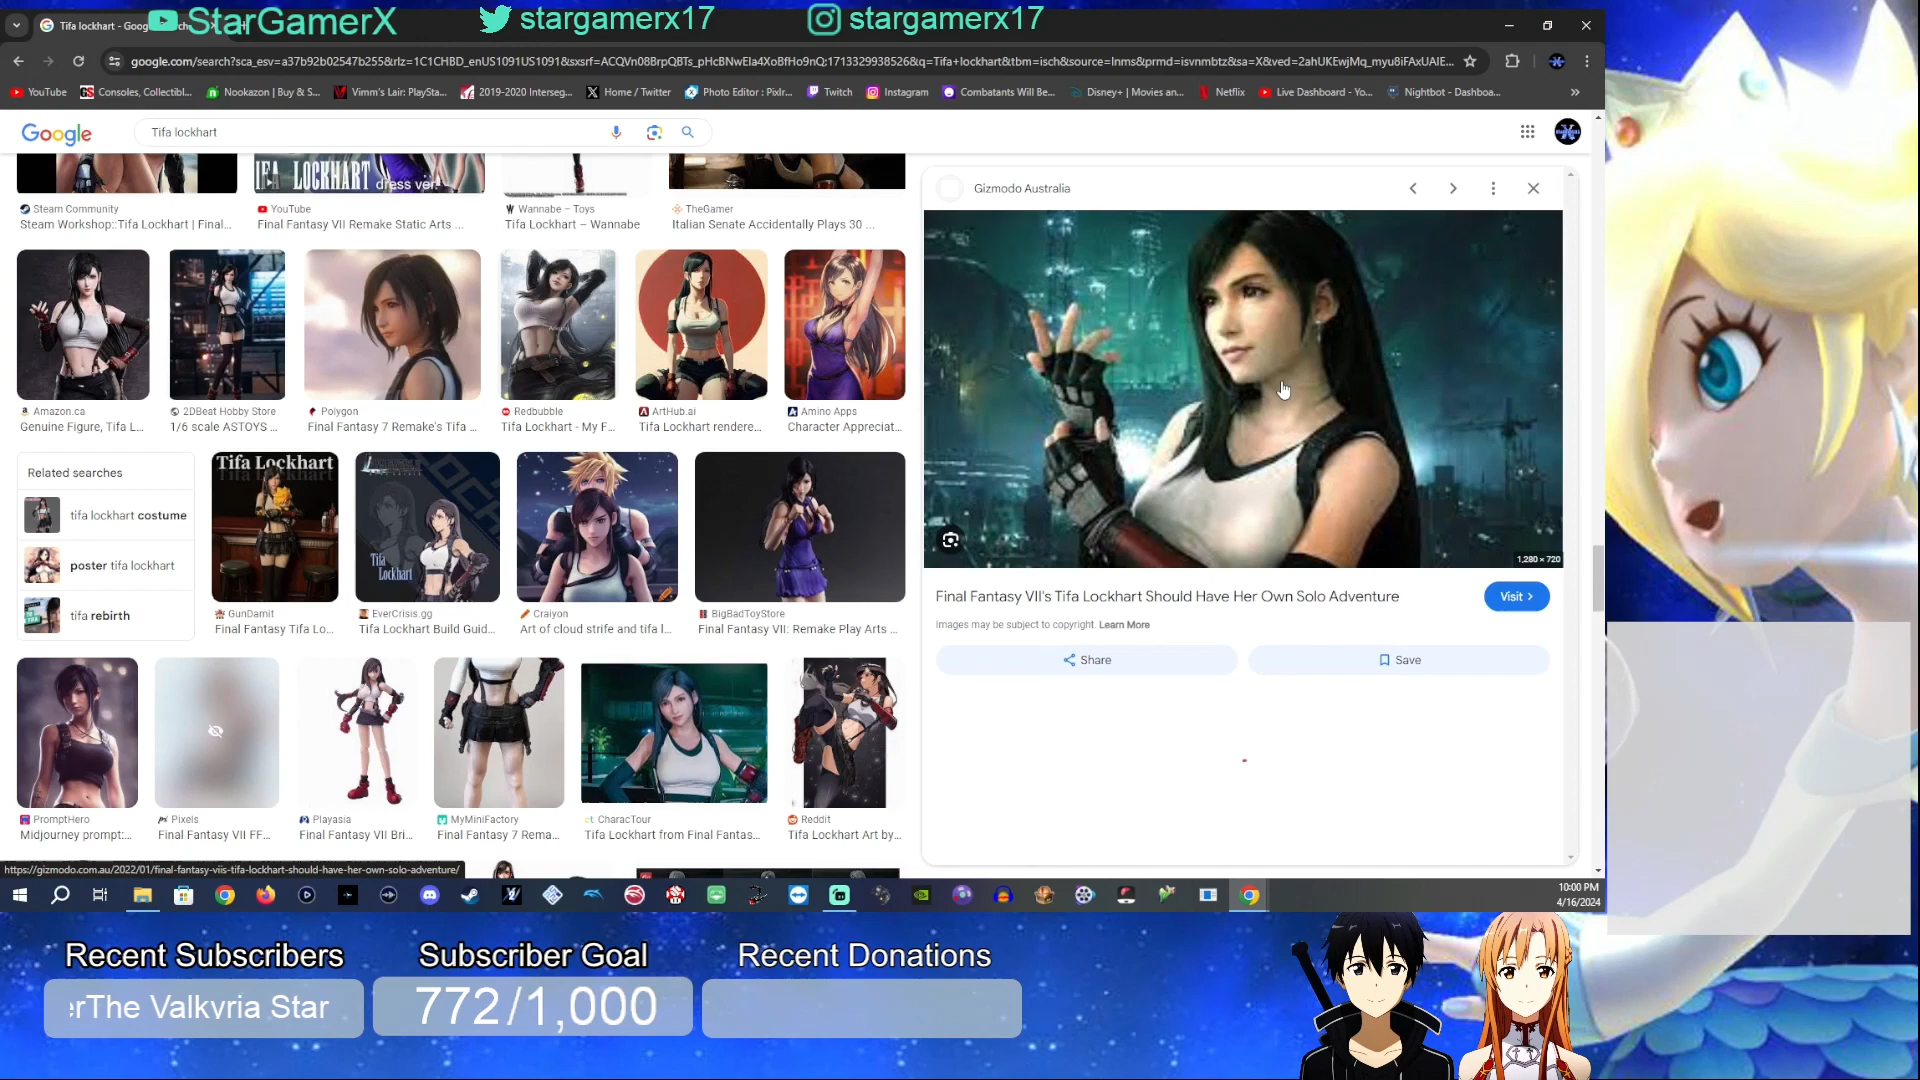 StarGamerX
stargamerx17
stargamerx17
google.com/search?sca_esv=a37b92b02547b255&rlz=1C1CHBD_enUS1091US1091&sxsrf=ACQVn08BrpQBTs_pHcBNwEla4XoBfHo9nQ:1713329938526&q=Tifa+lockhart&tbm=isch&source=lnms&prmd=isvnmbtz&sa=X&ved=2ahUKEwjMq_myu8iFAxUAIE...
YouTube
Consoles, Collectibl...
Nookazon | Buy & S...
Vimm's Lair: PlaySta...
2019-2020 Interseg...
Home / Twitter
Photo Editor : Pixlr...
Twitch
Instagram
Combatants Will Be...
Disney+ | Movies an...
Netflix
Live Dashboard - Yo...
Nightbot - Dashboa...
Google
Tifa lockhart
LOCKHART dress ver!
Steam Community
Steam Workshop::Tifa Lockhart | Final...
YouTube
Final Fantasy VII Remake Static Arts ...
Wannabe – Toys
Tifa Lockhart – Wannabe
TheGamer
Italian Senate Accidentally Plays 30 ...
Amazon.ca
Genuine Figure, Tifa L...
2DBeat Hobby Store
1/6 scale ASTOYS ...
Polygon
Final Fantasy 7 Remake's Tifa ...
Redbubble
Tifa Lockhart - My F...
ArtHub.ai
Tifa Lockhart rendere...
Amino Apps
Character Appreciat...
Related searches
tifa lockhart costume
poster tifa lockhart
tifa rebirth
Tifa Lockhart
GunDamit
Final Fantasy Tifa Lo...
Tifa
Lockhart
EverCrisis.gg
Tifa Lockhart Build Guid...
Craiyon
Art of cloud strife and tifa l...
BigBadToyStore
Final Fantasy VII: Remake Play Arts ...
PromptHero
Midjourney prompt:...
Pixels
Final Fantasy VII FF...
Playasia
Final Fantasy VII Bri...
MyMiniFactory
Final Fantasy 7 Rema...
CharacTour
Tifa Lockhart from Final Fantas...
Reddit
Tifa Lockhart Art by...
Gizmodo Australia
1,280 × 720
Final Fantasy VII's Tifa Lockhart Should Have Her Own Solo Adventure
Visit
Images may be subject to copyright. Learn More
Share
Save
https://gizmodo.com.au/2022/01/final-fantasy-viis-tifa-lockhart-should-have-her-own-solo-adventure/
10:00 PM
4/16/2024
Recent Subscribers
Subscriber Goal
Recent Donations
erThe Valkyria Star
772/1,000